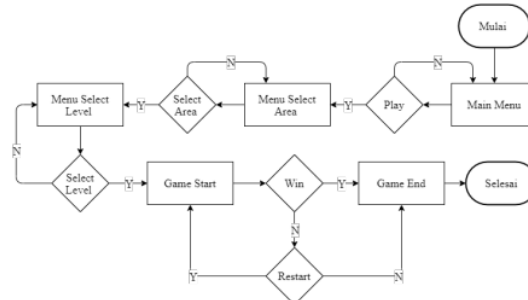 Mulai
N
N
Menu Select
Level
Y
Select
Area
Menu Select
Area
Y
Play
Main Menu
N
Select
Level
Y
Game Start
Win
Y
Game End
Selesai
N
Y
Restart
N